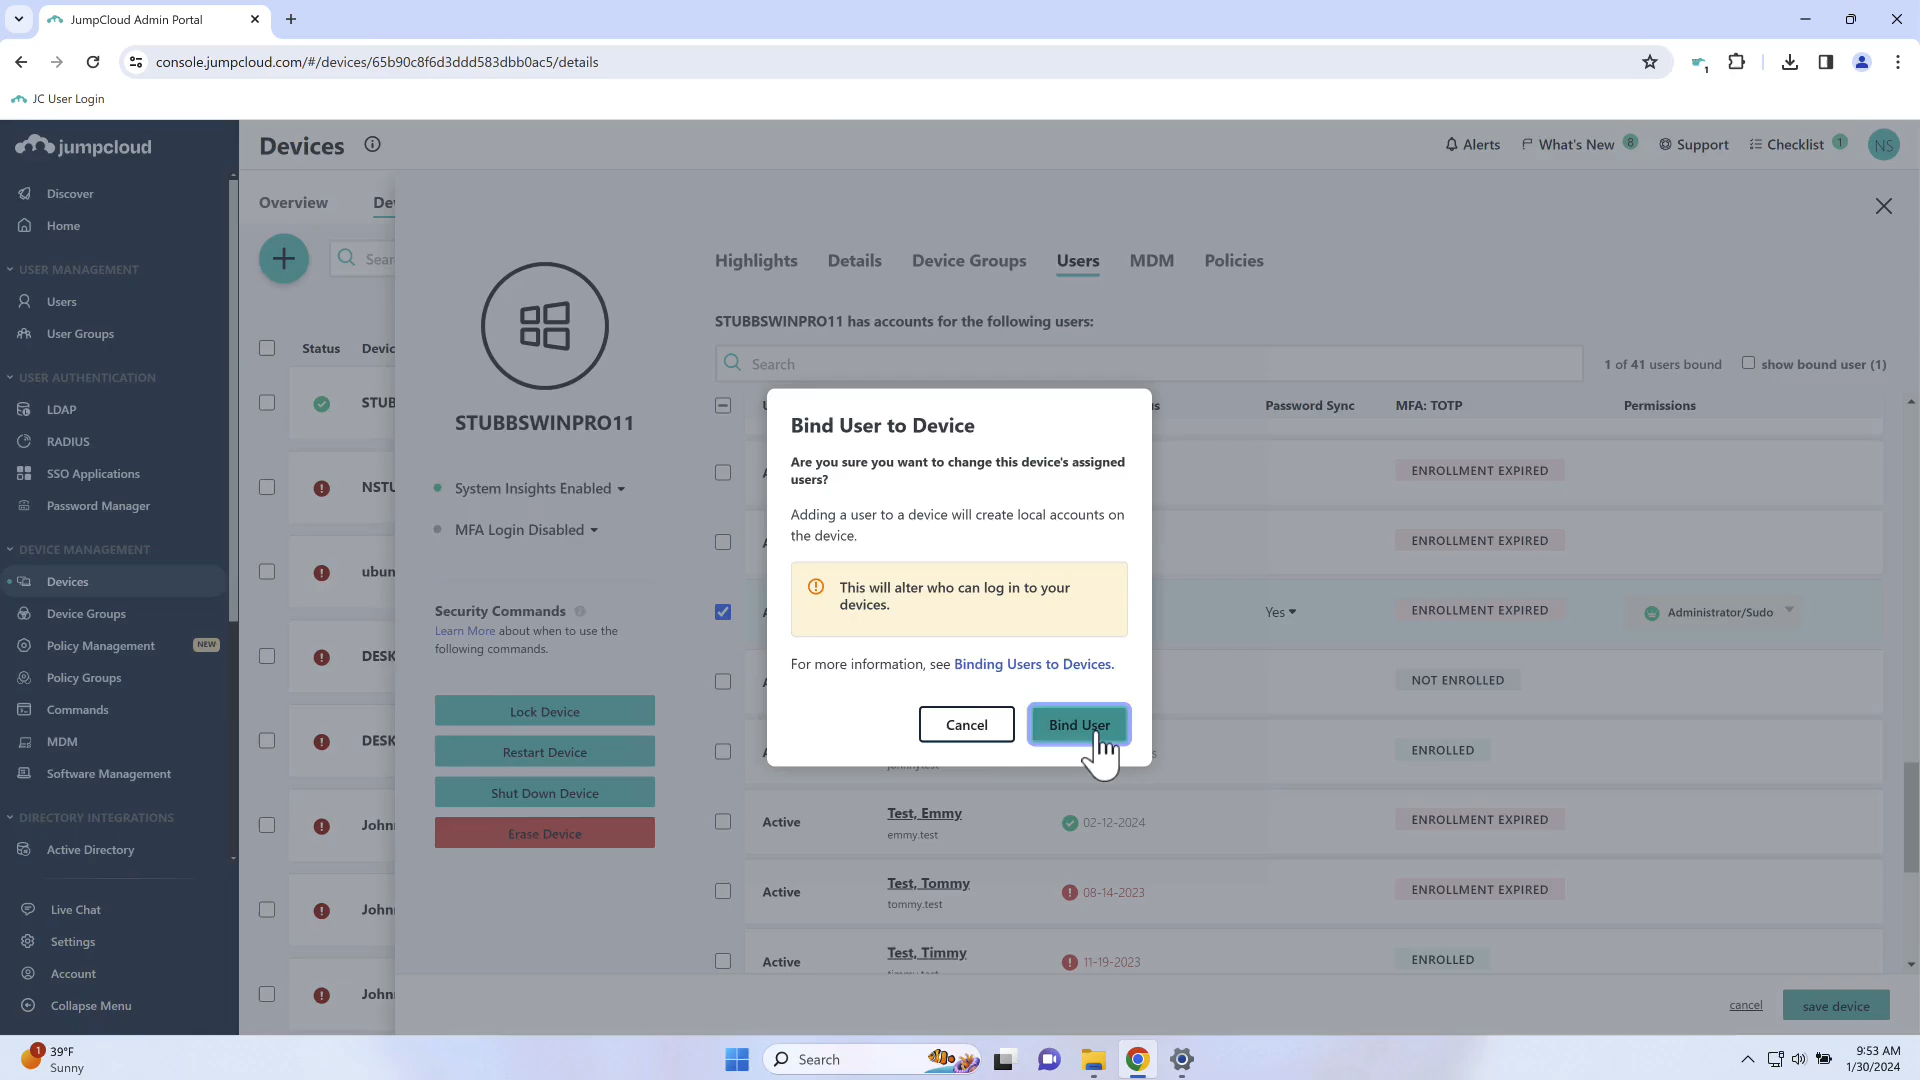 JumpCloud Admin Portal
console.jumpcloud.com/#/devices/65b90c8f6d3ddd583dbb0ac5/details
1
JC User Login
jumpcloud
Discover
Home
USER MANAGEMENT
Users
User Groups
USER AUTHENTICATION
LDAP
RADIUS
SSO Applications
Password Manager
DEVICE MANAGEMENT
Devices
Device Groups
Policy Management NEW
Policy Groups
Commands
MDM
Software Management
DIRECTORY INTEGRATIONS
Active Directory
Live Chat
Settings
Account
Collapse Menu
Devices
Alerts
What's New 8
Support
Checklist 1
NS
Overview
Status
STUBBSWINPRO11
System Insights Enabled
MFA Login Disabled
Security Commands
Learn More about when to use the
following commands.
Lock Device
Restart Device
Shut Down Device
Erase Device
Highlights
Details
Device Groups
Users
MDM
Policies
STUBBSWINPRO11 has accounts for the following users:
Search
1 of 41 users bound
show bound user (1)
Password Sync
MFA: TOTP
Permissions
ENROLLMENT EXPIRED
ENROLLMENT EXPIRED
Yes
ENROLLMENT EXPIRED
Administrator/Sudo
NOT ENROLLED
ENROLLED
Active
Test, Emmy
emmy.test
02-12-2024
ENROLLMENT EXPIRED
Active
Test, Tommy
tommy.test
08-14-2023
ENROLLMENT EXPIRED
Active
Test, Timmy
11-19-2023
ENROLLED
cancel
save device
Bind User to Device
Are you sure you want to change this device's assigned
users?
Adding a user to a device will create local accounts on
the device.
This will alter who can log in to your
devices.
For more information, see Binding Users to Devices.
Cancel
Bind User
1
39°F
Sunny
Search
9:53 AM
1/30/2024